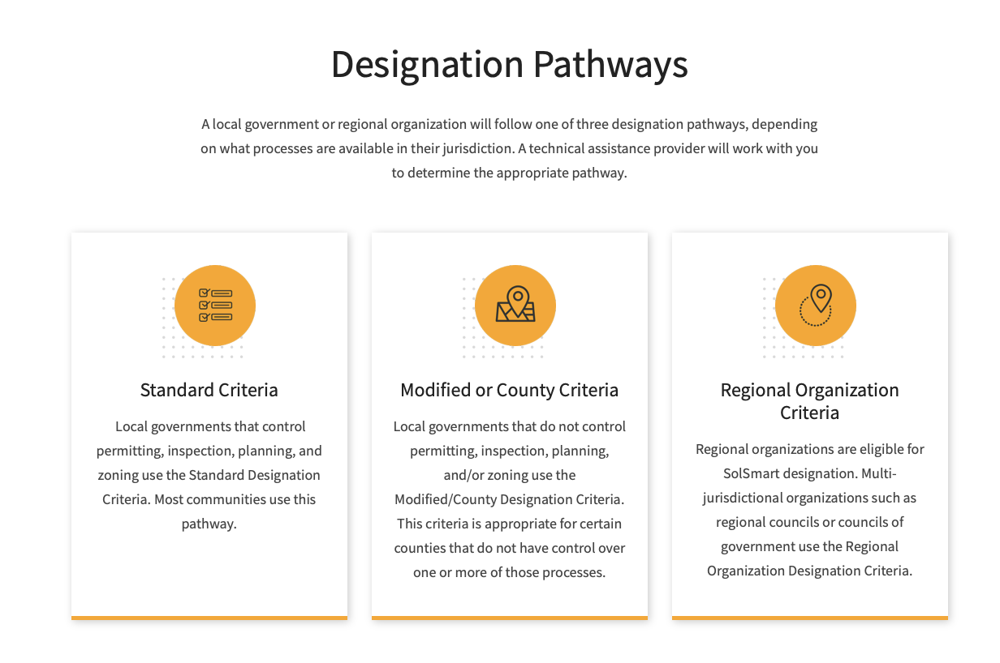 Designation Pathways
A local government or regional organization will follow one of three designation pathways, depending
on what processes are available in their jurisdiction. A technical assistance provider will work with you
to determine the appropriate pathway.
Standard Criteria
Local governments that control
permitting, inspection, planning, and
zoning use the Standard Designation
Criteria. Most communities use this
pathway.
Modified or County Criteria
Local governments that do not control
permitting, inspection, planning,
and/or zoning use the
Modified/County Designation Criteria.
This criteria is appropriate for certain
counties that do not have control over
one or more of those processes.
Regional Organization
Criteria
Regional organizations are eligible for
SolSmart designation. Multi-
jurisdictional organizations such as
regional councils or councils of
government use the Regional
Organization Designation Criteria.